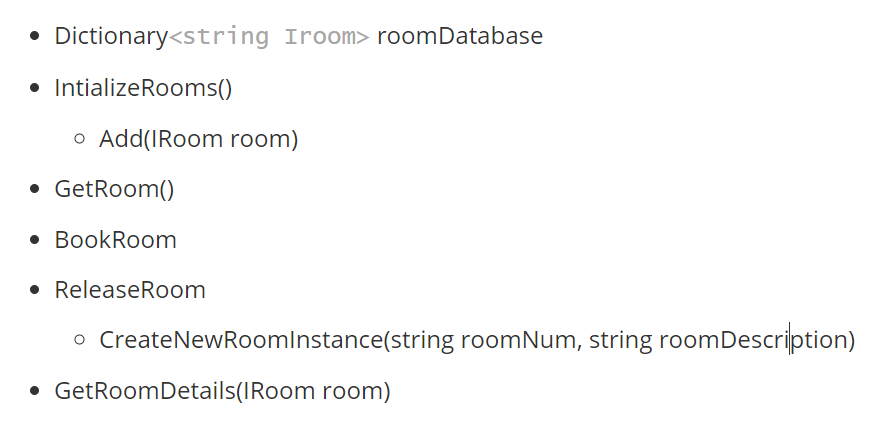 Dictionary<string Iroom> roomDatabase
IntializeRooms()
Add(IRoom room)
GetRoom()
BookRoom
ReleaseRoom
CreateNewRoomInstance(string roomNum, string roomDescription)
GetRoomDetails(IRoom room)